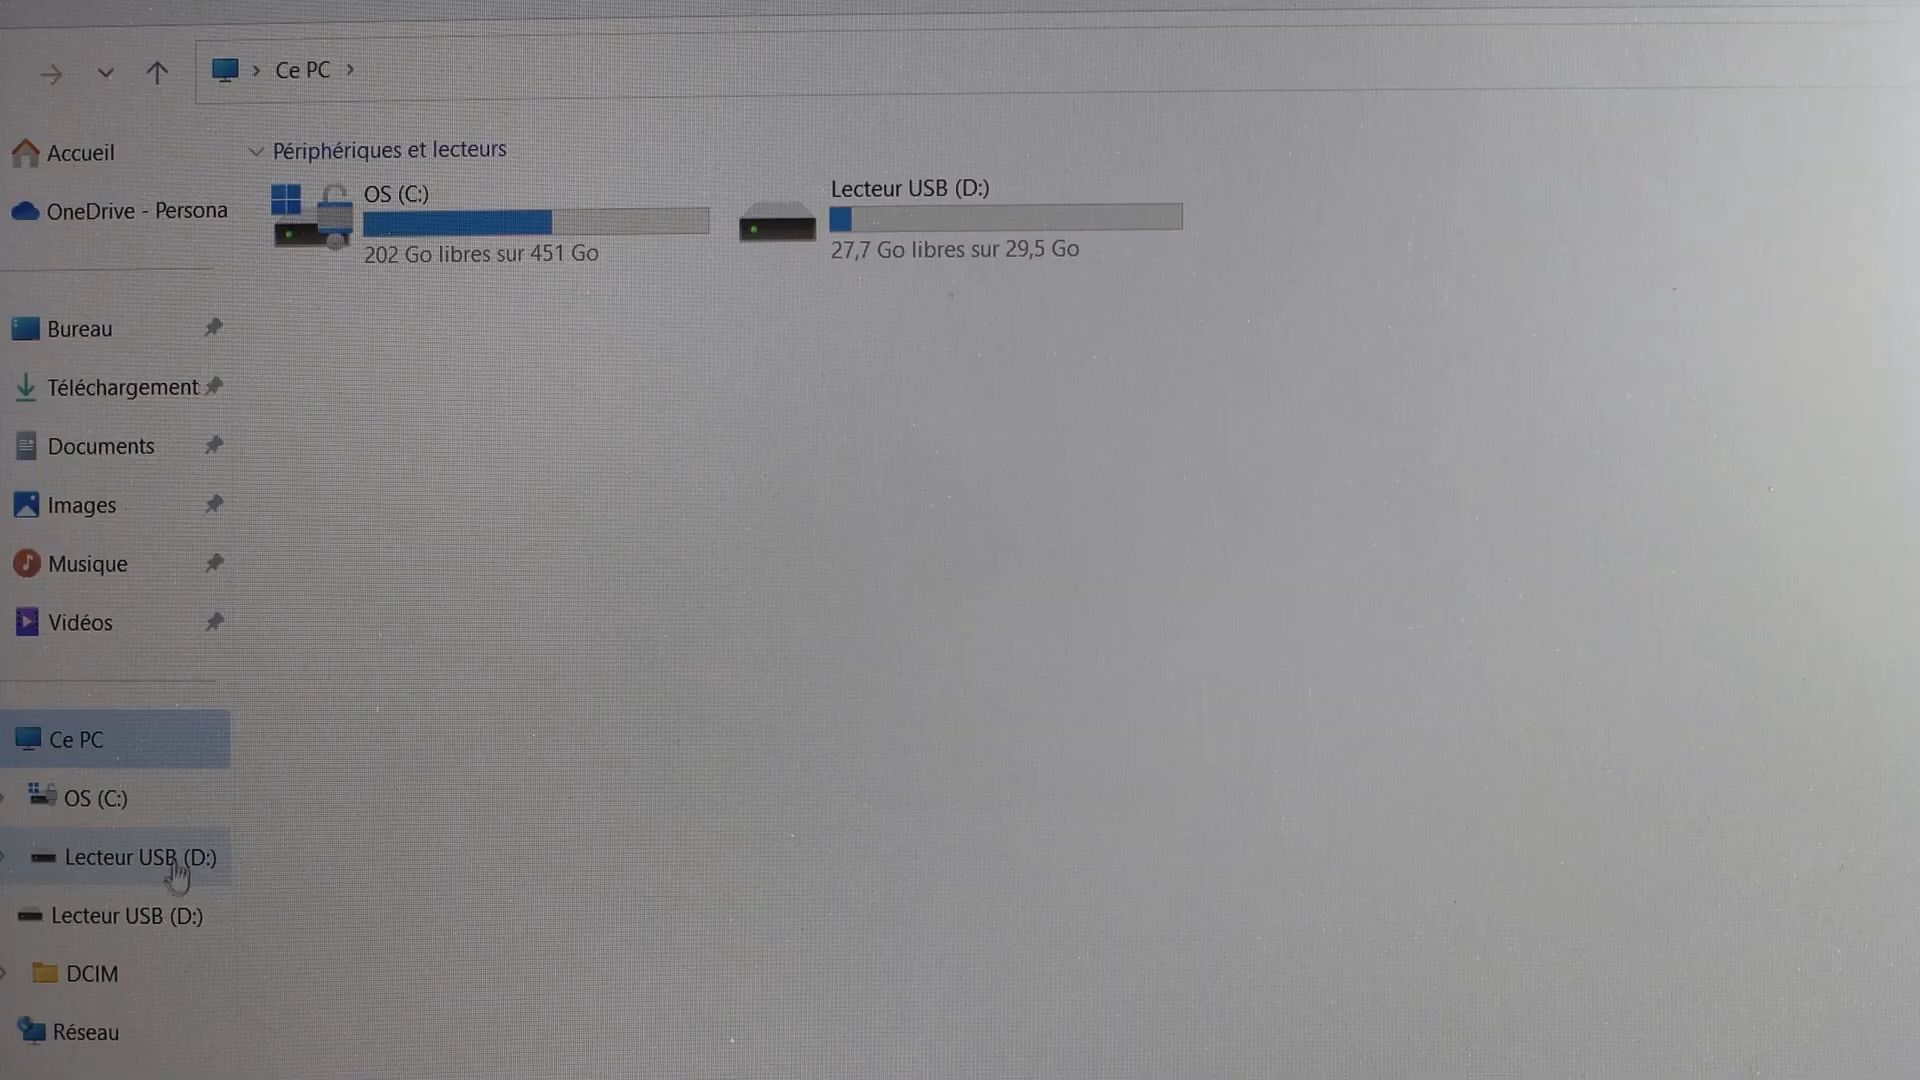 Ce PC
Accueil
OneDrive - Persona
Périphériques et lecteurs
OS (C:)
202 Go libres sur 451 Go
Lecteur USB (D:)
27,7 Go libres sur 29,5 Go
Bureau
Téléchargement
Documents
Images
Musique
Vidéos
Ce PC
OS (C:)
Lecteur USB (D:)
Lecteur USB (D:)
DCIM
Réseau